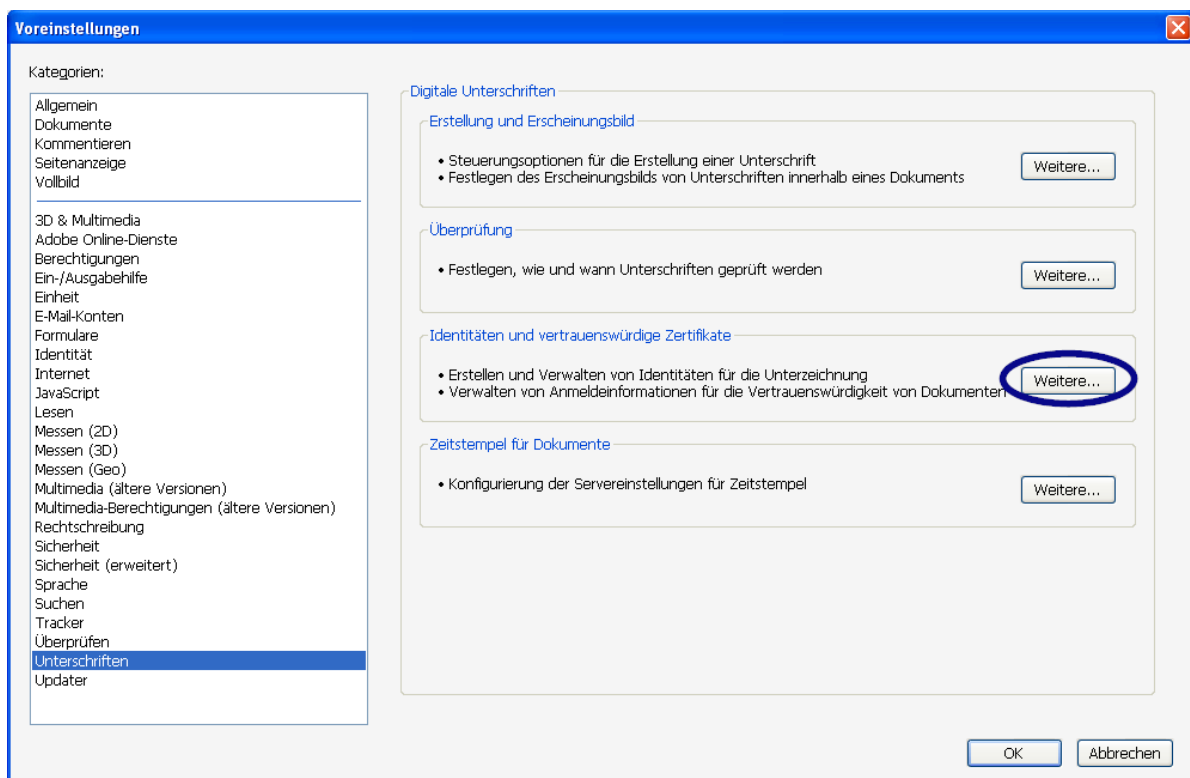 Voreinstellungen
Kategorien:
Allgemein
Dokumente
Kommentieren
Seitenanzeige
Vollbild
3D & Multimedia
Adobe Online-Dienste
Berechtigungen
Ein-/Ausgabehilfe
Einheit
E-Mail-Konten
Formulare
Identität
Internet
JavaScript
Lesen
Messen (2D)
Messen (3D)
Messen (Geo)
Multimedia (ältere Versionen)
Multimedia-Berechtigungen (ältere Versionen)
Rechtschreibung
Sicherheit
Sicherheit (erweitert)
Sprache
Suchen
Tracker
Überprüfen
Unterschriften
Updater
Digitale Unterschriften
Erstellung und Erscheinungsbild
• Steuerungsoptionen für die Erstellung einer Unterschrift
• Festlegen des Erscheinungsbilds von Unterschriften innerhalb eines Dokuments
Weitere...
Überprüfung
• Festlegen, wie und wann Unterschriften geprüft werden
Weitere...
Identitäten und vertrauenswürdige Zertifikate
• Erstellen und Verwalten von Identitäten für die Unterzeichnung
• Verwalten von Anmeldeinformationen für die Vertrauenswürdigkeit von Dokumenten
Weitere...
Zeitstempel für Dokumente
• Konfigurierung der Servereinstellungen für Zeitstempel
Weitere...
OK
Abbrechen